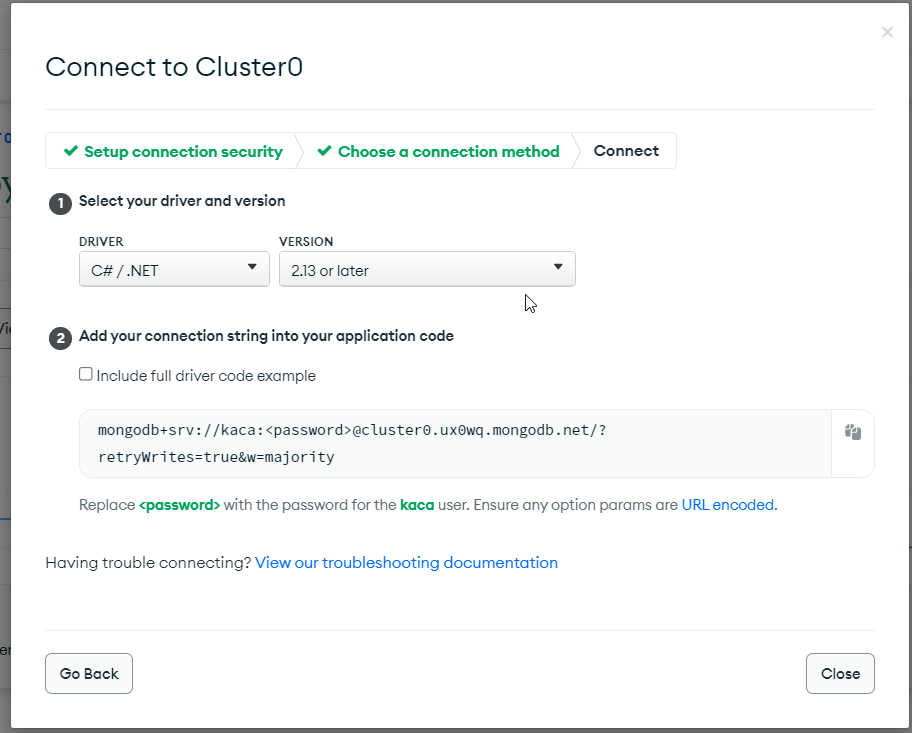 Connect to Cluster0
Setup connection security
Choose a connection method
Connect
1 Select your driver and version
DRIVER
VERSION
C# / .NET
2.13 or later
2 Add your connection string into your application code
Include full driver code example
mongodb+srv://kaca:<password>@cluster0.ux0wq.mongodb.net/?
retryWrites=true&w=majority
Replace <password> with the password for the kaca user. Ensure any option params are URL encoded.
Having trouble connecting? View our troubleshooting documentation
Go Back
Close